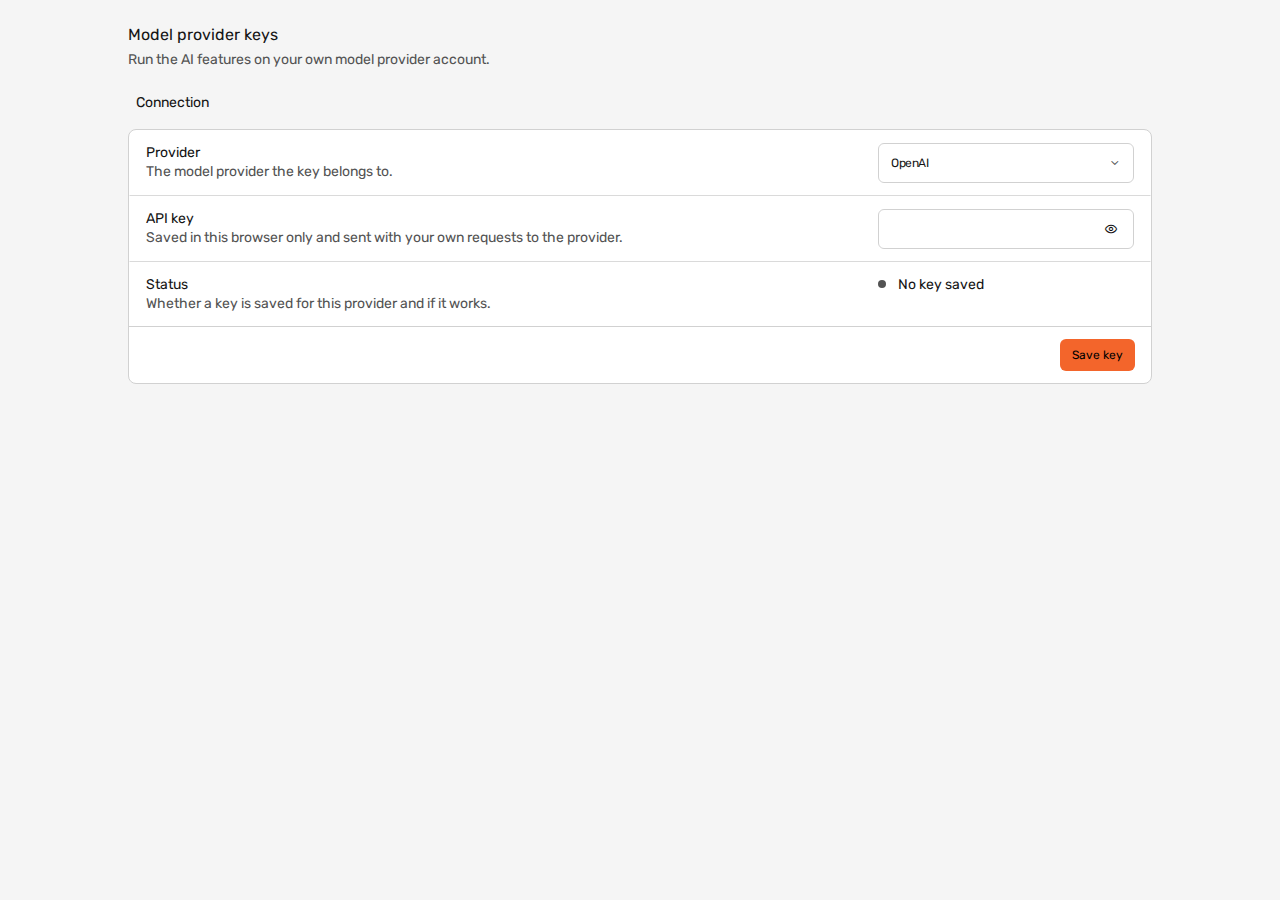 Model provider keys
Run the AI features on your own model provider account.
Connection
Provider
The model provider the key belongs to.
OpenAI
API key
Saved in this browser only and sent with your own requests to the provider.
Status
Whether a key is saved for this provider and if it works.
No key saved
Save key